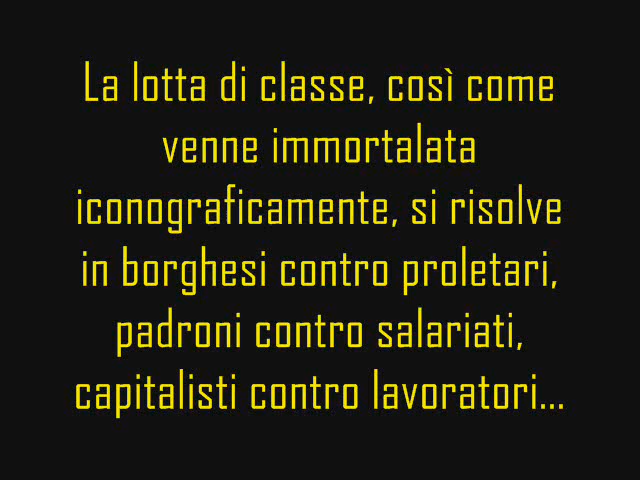 La lotta di classe, così come
venne immortalata
iconograficamente, si risolve
in borghesi contro proletari,
padroni contro salariati,
capitalisti contro lavoratori...